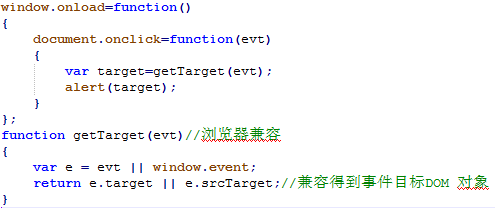 window.onload=function()
{
    document.onclick=function(evt)
    {
        var target=getTarget(evt);
        alert(target);
    }
};
function getTarget(evt)//浏览器兼容
{
    var e = evt || window.event;
    return e.target || e.srcTarget;//兼容得到事件目标DOM 对象
}